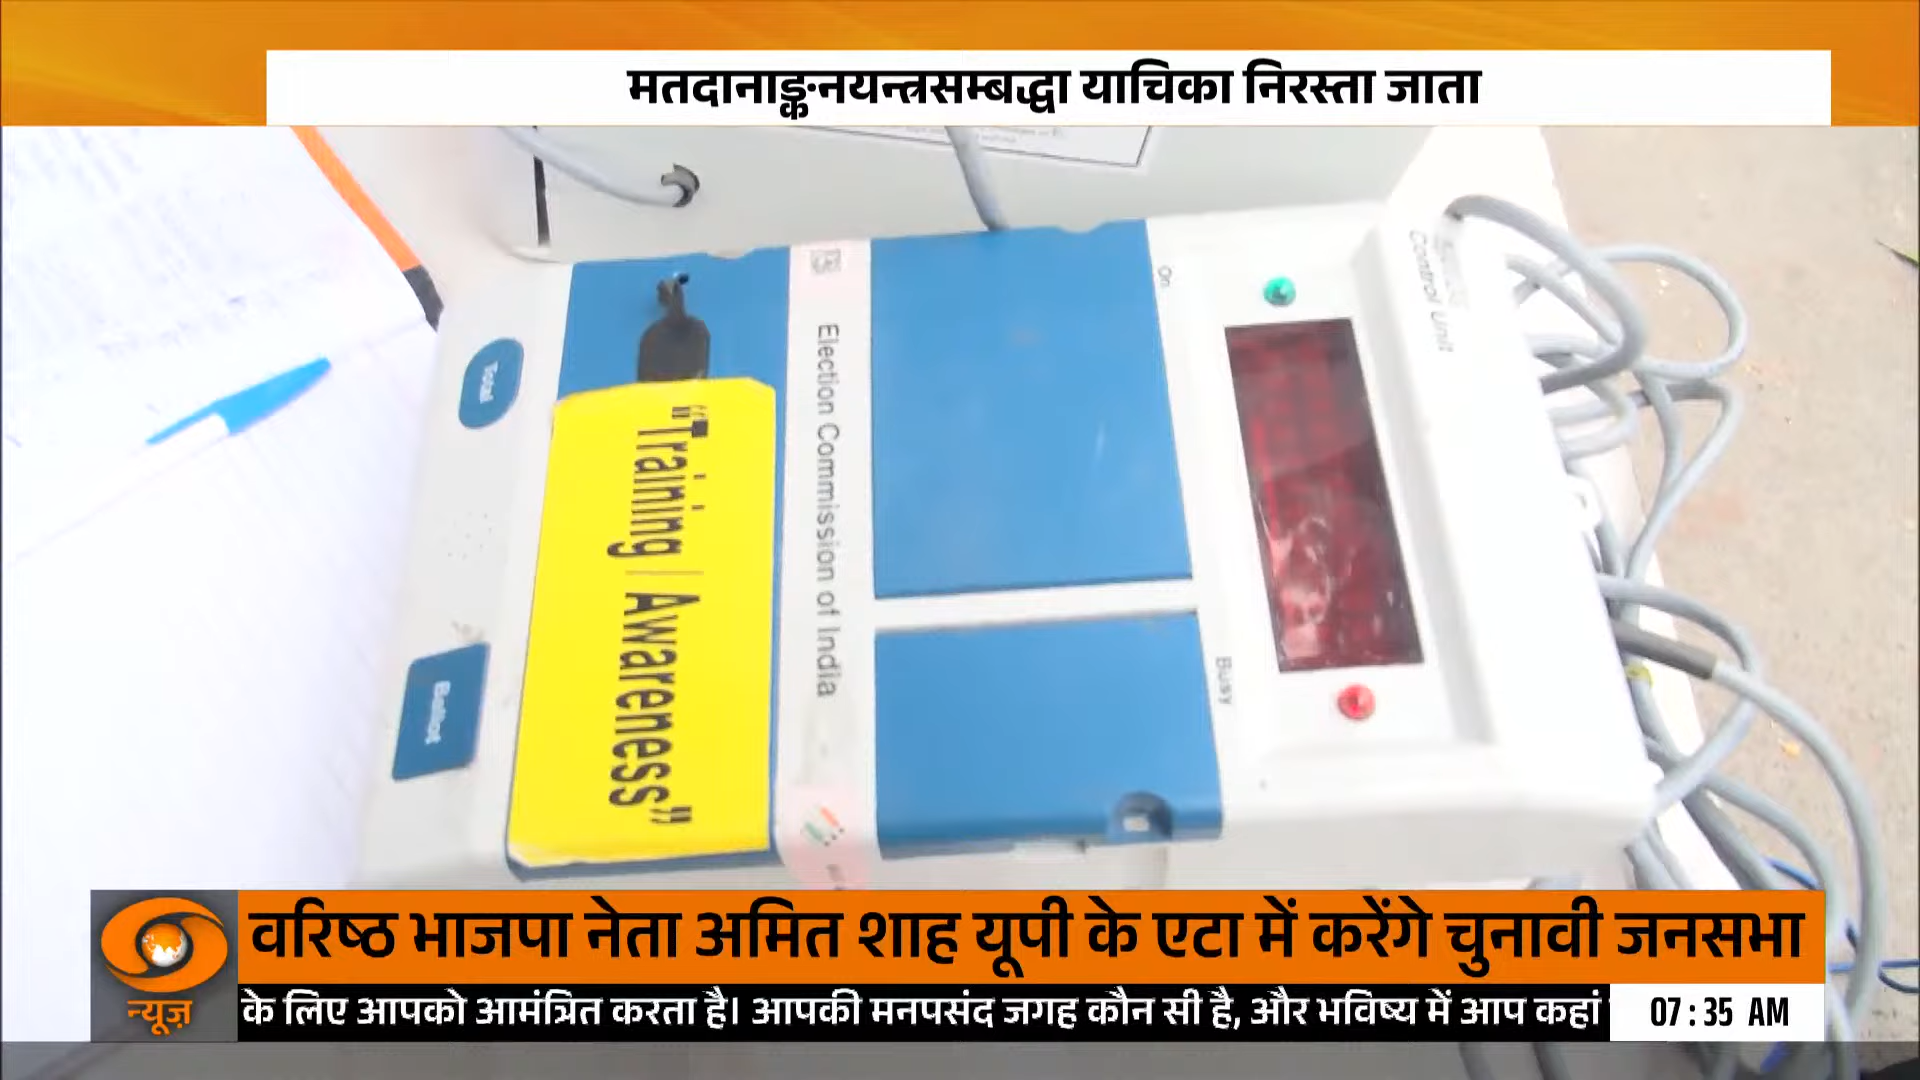 मतदानाङ्कनयन्त्रसम्बद्धा याचिका निरस्ता जाता
Control Unit
On
Total
Election Commission of India
"Training | Awareness"
Busy
Ballot
वरिष्ठ भाजपा नेता अमित शाह यूपी के एटा में करेंगे चुनावी जनसभा
न्यूज़
के लिए आपको आमंत्रित करता है। आपकी मनपसंद जगह कौन सी है, और भविष्य में आप कहां
07 : 35 AM